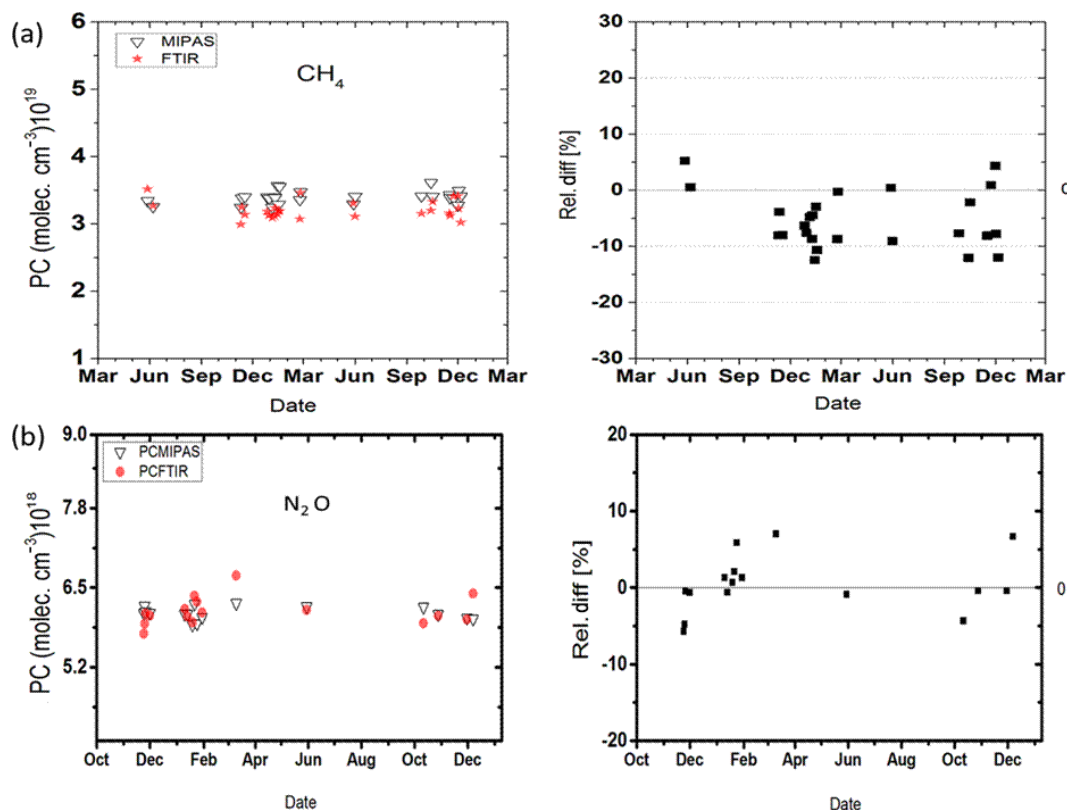 (a)
MIPAS
FTIR
CH4
PC (molec. cm-3)10^19
6
5
4
3
2
1
Mar Jun Sep Dec Mar Jun Sep Dec Mar
Date
Rel. diff [%]
30
20
10
0
-10
-20
-30
0
Mar Jun Sep Dec Mar Jun Sep Dec Mar
Date
(b)
PCMIPAS
PCFTIR
N2O
PC (molec. cm-3)10^18
9.0
7.8
6.5
5.2
Oct Dec Feb Apr Jun Aug Oct Dec
Date
Rel. diff [%]
20
10
0
-10
-20
0
Oct Dec Feb Apr Jun Aug Oct Dec
Date